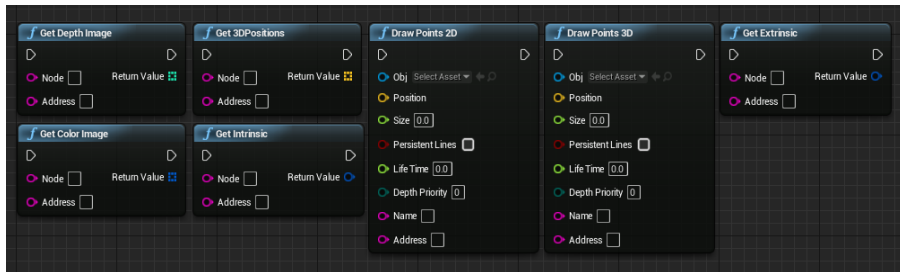 Get Depth Image
Node
Return Value
Address
Get 3DPositions
Node
Return Value
Address
Draw Points 2D
Obj Select Asset
Position
Size 0.0
Persistent Lines
Life Time 0.0
Depth Priority 0
Name
Address
Draw Points 3D
Obj Select Asset
Position
Size 0.0
Persistent Lines
Life Time 0.0
Depth Priority 0
Name
Address
Get Extrinsic
Node
Return Value
Address
Get Color Image
Node
Return Value
Address
Get Intrinsic
Node
Return Value
Address